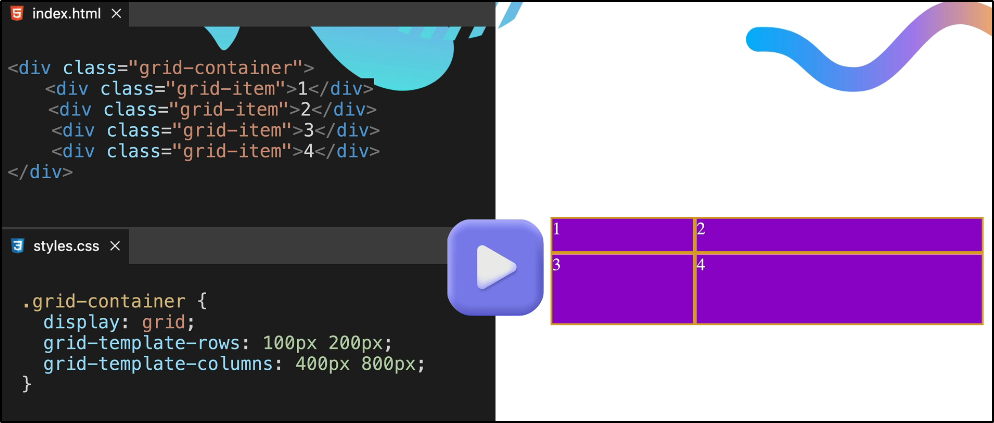 index.html ×
<div class="grid-container">
<div class="grid-item">1</div>
<div class="grid-item">2</div>
<div class="grid-item">3</div>
<div class="grid-item">4</div>
</div>
styles.css ×
.grid-container {
display: grid;
grid-template-rows: 100px 200px;
grid-template-columns: 400px 800px;
}
1 2
3 4